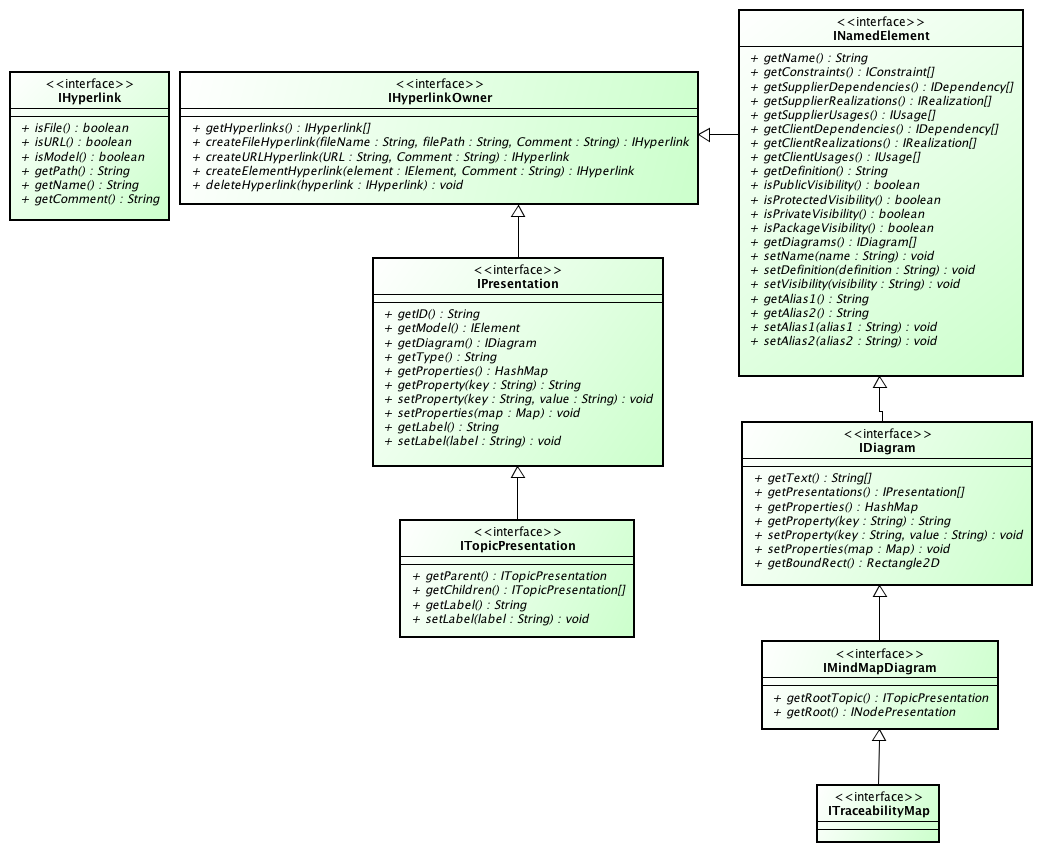 <<interface>>
IHyperlink
+ isFile() : boolean
+ isURL() : boolean
+ isModel() : boolean
+ getPath() : String
+ getName() : String
+ getComment() : String
<<interface>>
IHyperlinkOwner
+ getHyperlinks() : IHyperlink[]
+ createFileHyperlink(fileName : String, filePath : String, Comment : String) : IHyperlink
+ createURLHyperlink(URL : String, Comment : String) : IHyperlink
+ createElementHyperlink(element : IElement, Comment : String) : IHyperlink
+ deleteHyperlink(hyperlink : IHyperlink) : void
<<interface>>
INamedElement
+ getName() : String
+ getConstraints() : IConstraint[]
+ getSupplierDependencies() : IDependency[]
+ getSupplierRealizations() : IRealization[]
+ getSupplierUsages() : IUsage[]
+ getClientDependencies() : IDependency[]
+ getClientRealizations() : IRealization[]
+ getClientUsages() : IUsage[]
+ getDefinition() : String
+ isPublicVisibility() : boolean
+ isProtectedVisibility() : boolean
+ isPrivateVisibility() : boolean
+ isPackageVisibility() : boolean
+ getDiagrams() : IDiagram[]
+ setName(name : String) : void
+ setDefinition(definition : String) : void
+ setVisibility(visibility : String) : void
+ getAlias1() : String
+ getAlias2() : String
+ setAlias1(alias1 : String) : void
+ setAlias2(alias2 : String) : void
<<interface>>
IPresentation
+ getID() : String
+ getModel() : IElement
+ getDiagram() : IDiagram
+ getType() : String
+ getProperties() : HashMap
+ getProperty(key : String) : String
+ setProperty(key : String, value : String) : void
+ setProperties(map : Map) : void
+ getLabel() : String
+ setLabel(label : String) : void
<<interface>>
IDiagram
+ getText() : String[]
+ getPresentations() : IPresentation[]
+ getProperties() : HashMap
+ getProperty(key : String) : String
+ setProperty(key : String, value : String) : void
+ setProperties(map : Map) : void
+ getBoundRect() : Rectangle2D
<<interface>>
ITopicPresentation
+ getParent() : ITopicPresentation
+ getChildren() : ITopicPresentation[]
+ getLabel() : String
+ setLabel(label : String) : void
<<interface>>
IMindMapDiagram
+ getRootTopic() : ITopicPresentation
+ getRoot() : INodePresentation
<<interface>>
ITraceabilityMap